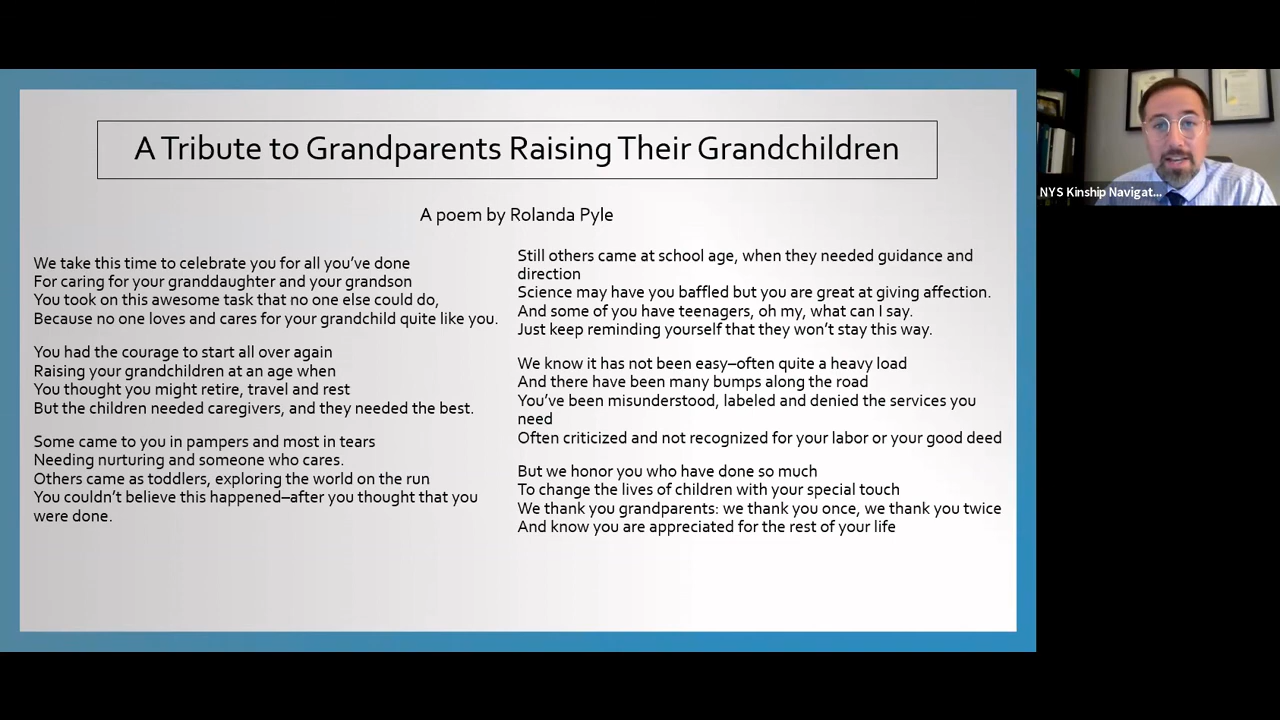 A Tribute to Grandparents Raising Their Grandchildren
A poem by Rolanda Pyle
We take this time to celebrate you for all you've done
For caring for your granddaughter and your grandson
You took on this awesome task that no one else could do,
Because no one loves and cares for your grandchild quite like you.
You had the courage to start all over again
Raising your grandchildren at an age when
You thought you might retire, travel and rest
But the children needed caregivers, and they needed the best.
Some came to you in pampers and most in tears
Needing nurturing and someone who cares.
Others came as toddlers, exploring the world on the run
You couldn't believe this happened–after you thought that you
were done.
Still others came at school age, when they needed guidance and
direction
Science may have you baffled but you are great at giving affection.
And some of you have teenagers, oh my, what can I say.
Just keep reminding yourself that they won't stay this way.
We know it has not been easy–often quite a heavy load
And there have been many bumps along the road
You've been misunderstood, labeled and denied the services you
need
Often criticized and not recognized for your labor or your good deed
But we honor you who have done so much
To change the lives of children with your special touch
We thank you grandparents: we thank you once, we thank you twice
And know you are appreciated for the rest of your life
NYS Kinship Navigat...